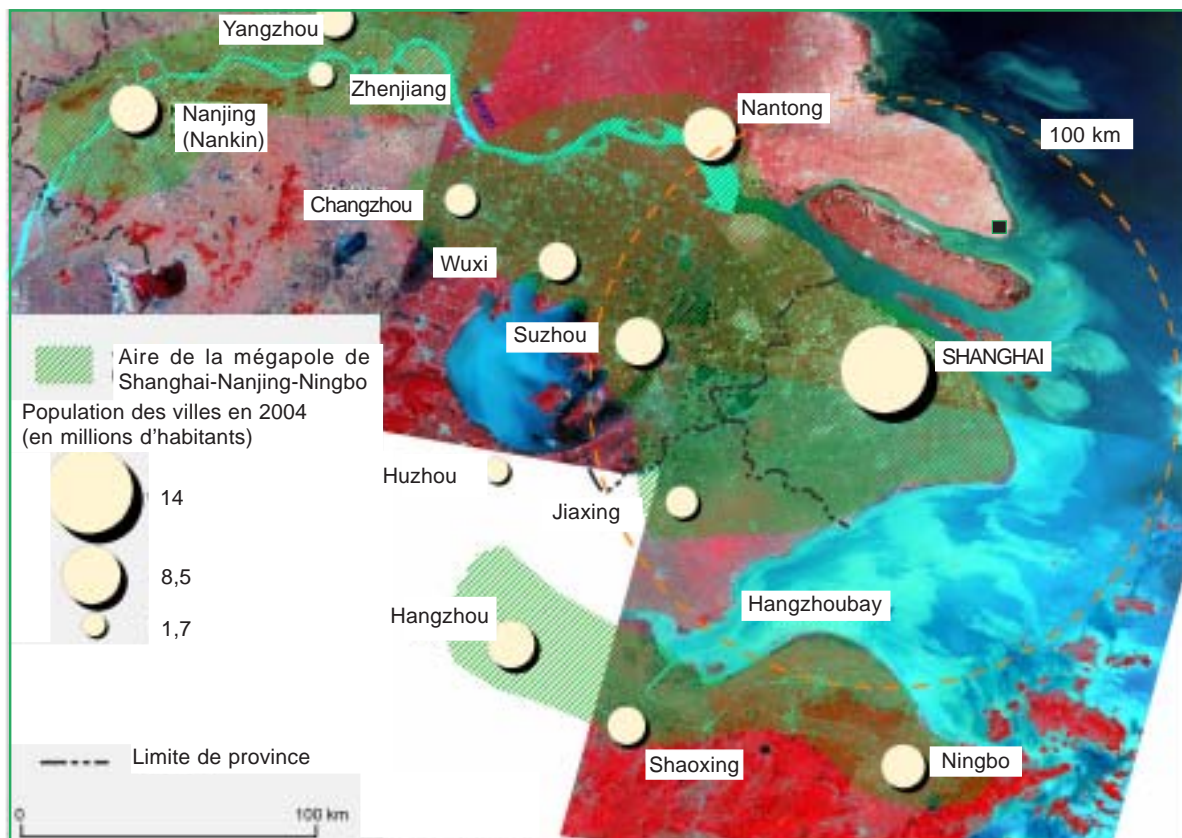 Yangzhou
Zhenjiang
Nanjing
(Nankin)
Nantong
100 km
Changzhou
Wuxi
Suzhou
SHANGHAI
Aire de la mégapole de
Shanghai-Nanjing-Ningbo
Population des villes en 2004
(en millions d'habitants)
14
8,5
1,7
Huzhou
Jiaxing
Hangzhou
Hangzhoubay
Limite de province
Shaoxing
Ningbo
0
100 km